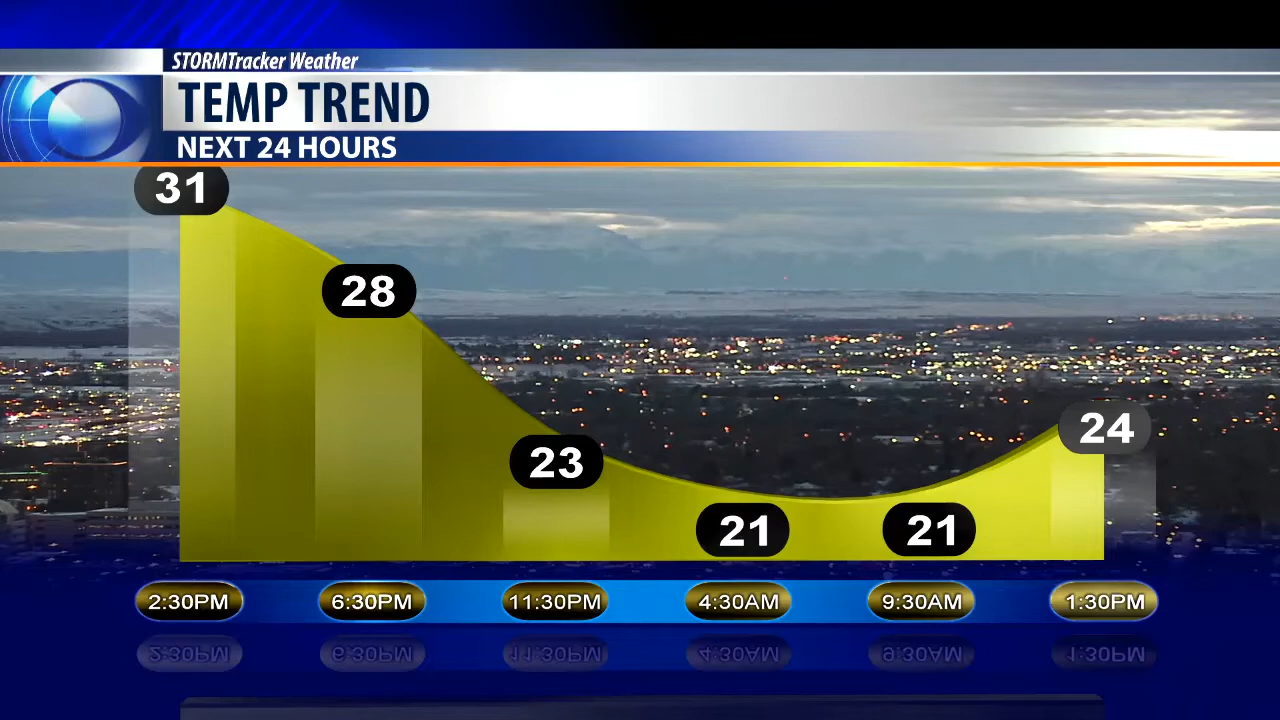 STORMTracker Weather
TEMP TREND
NEXT 24 HOURS
31
28
23
21
21
24
2:30PM 6:30PM 11:30PM 4:30AM 9:30AM 1:30PM